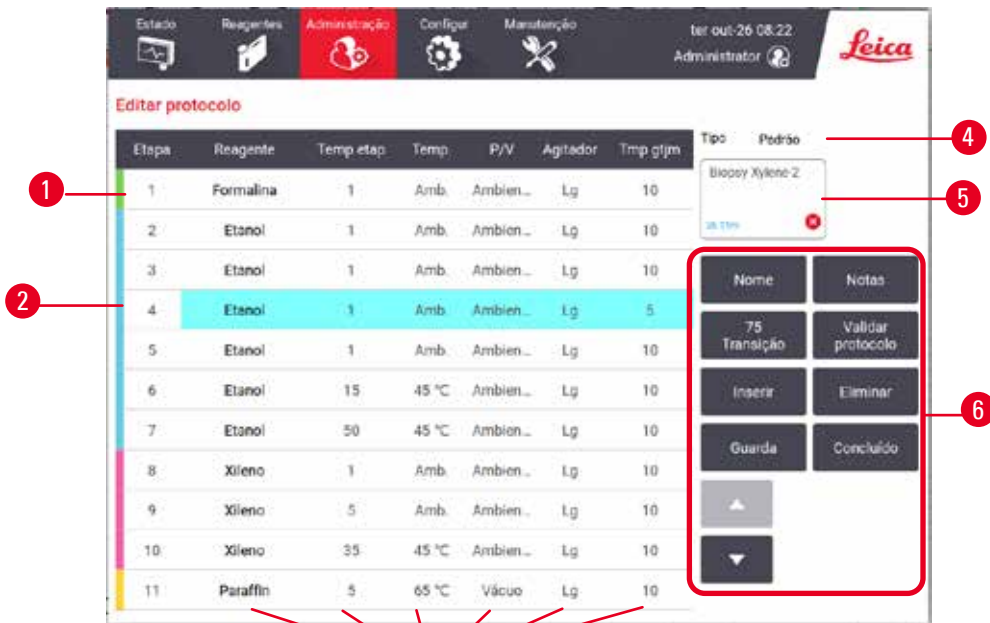 Estado Reagentes Administração Configur Manutenção ter out-26 08:22
Administrator
Leica
Editar protocolo
Etapa Reagente Temp etap Temp. P/V Agitador Tmp gtjm
1 Formalina 1 Amb. Ambien... Lg 10
2 Etanol 1 Amb. Ambien... Lg 10
3 Etanol 1 Amb. Ambien... Lg 10
4 Etanol 1 Amb. Ambien... Lg 5
5 Etanol 1 Amb. Ambien... Lg 10
6 Etanol 15 45 °C Ambien... Lg 10
7 Etanol 50 45 °C Ambien... Lg 10
8 Xileno 1 Amb. Ambien... Lg 10
9 Xileno 5 Amb. Ambien... Lg 10
10 Xileno 35 45 °C Ambien... Lg 10
11 Paraffin 5 65 °C Vácuo Lg 10
Tipo Padrão
Biopsy Xylene-2
Nome Notas
75
Transição
Validar
protocolo
Inserir Eliminar
Guarda Concluído
1
2
4
5
6